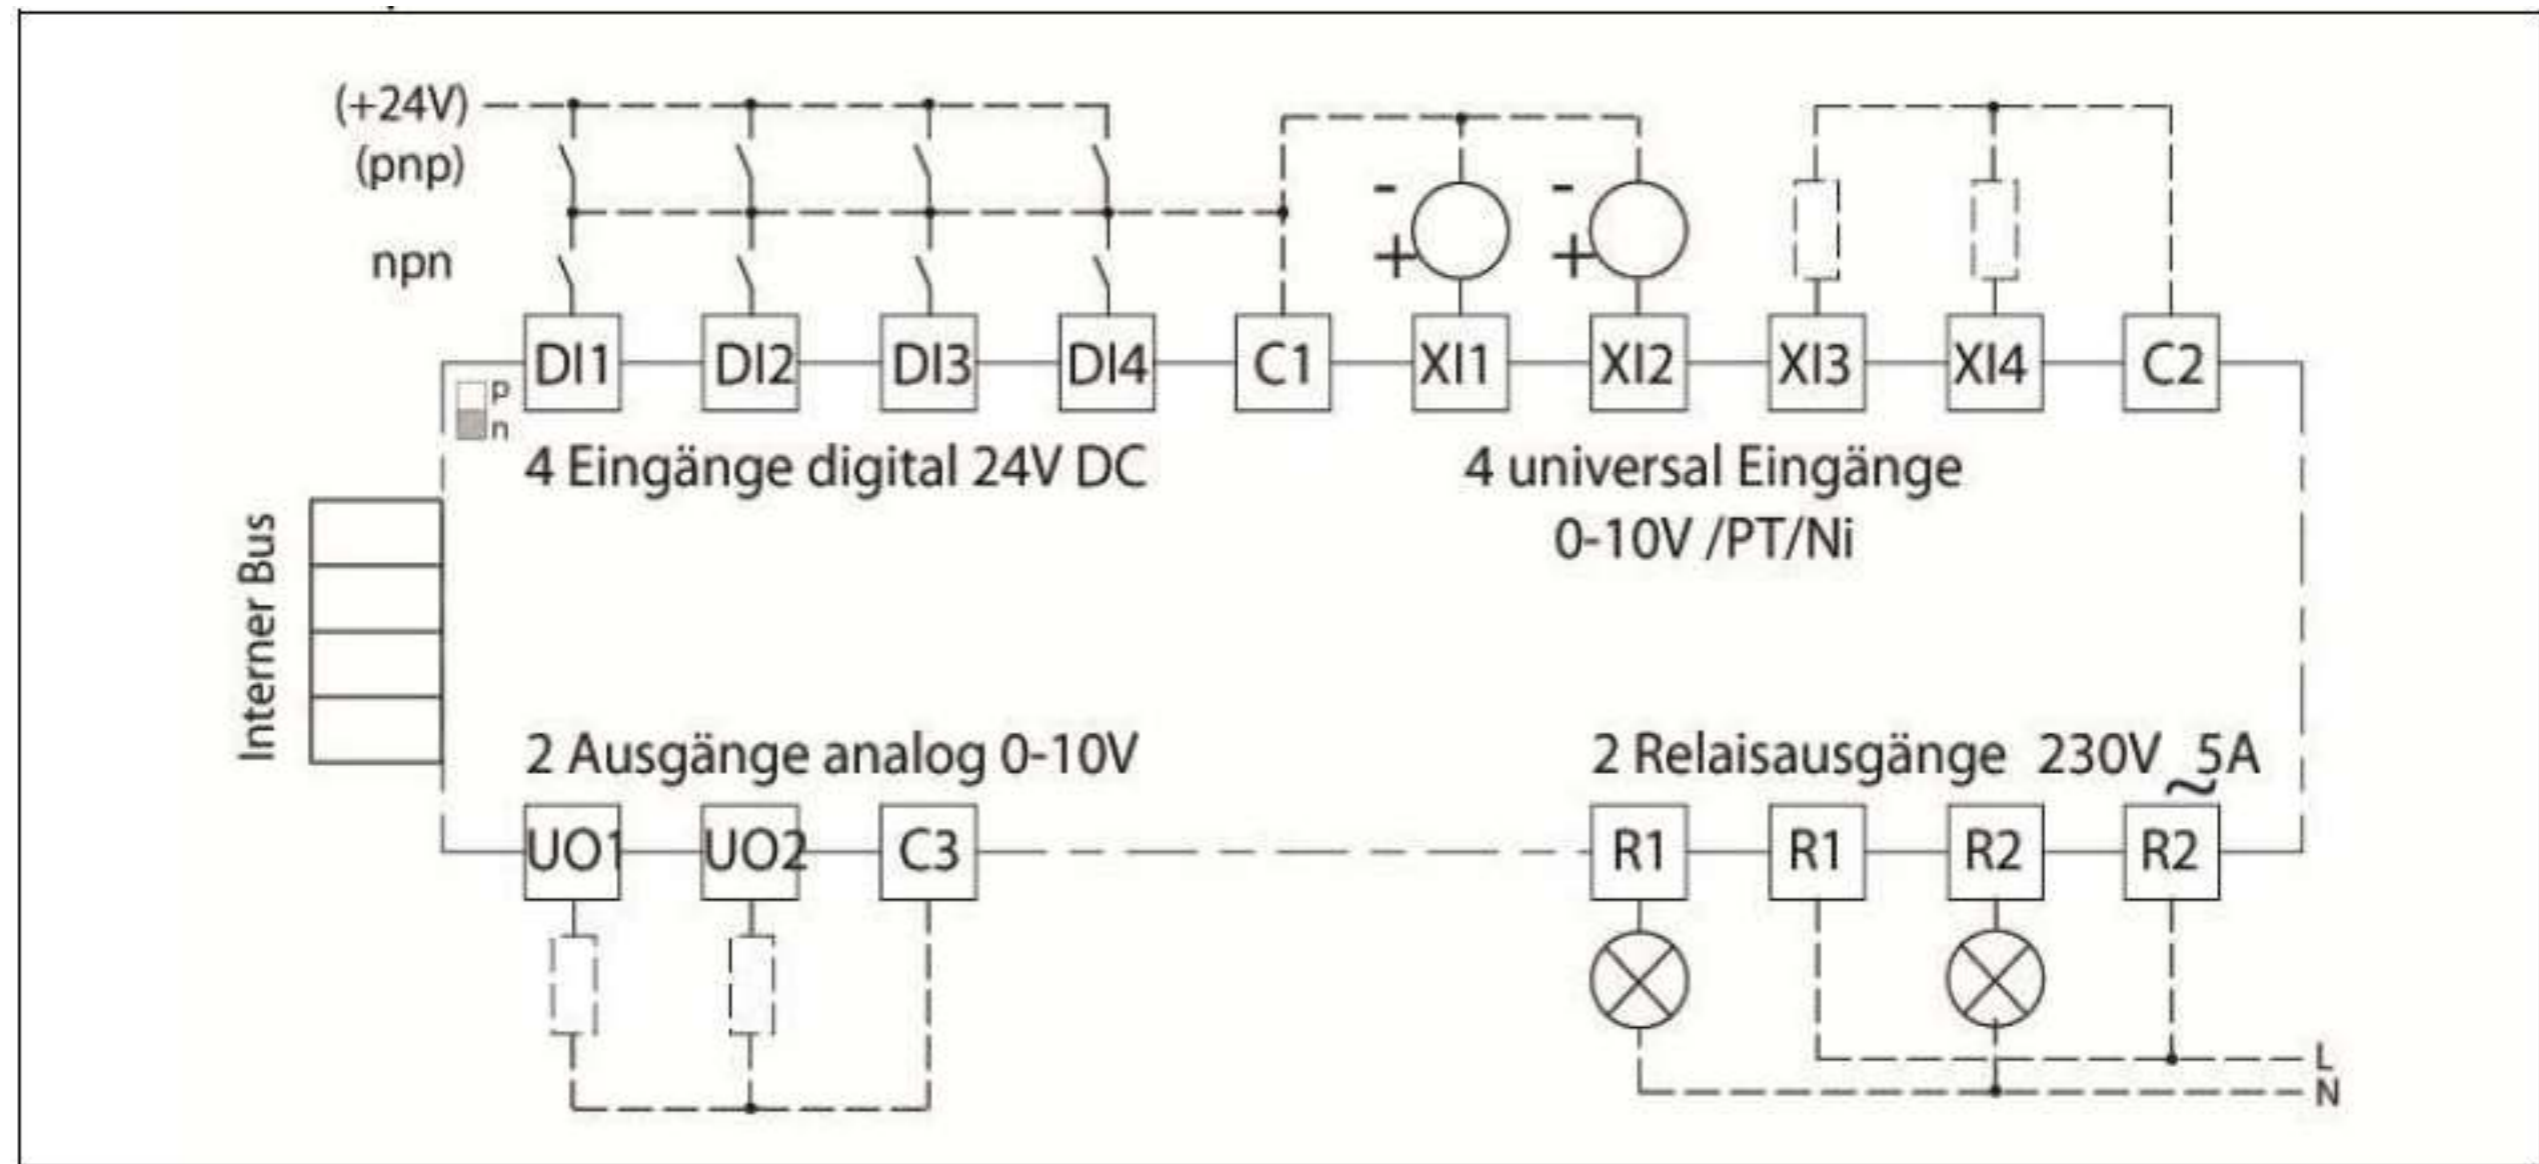 (+24V)
(pnp)
- -
npn + +
DI1 DI2 DI3 DI4 C1 XI1 XI2 XI3 XI4 C2
p
n
4 Eingänge digital 24V DC 4 universal Eingänge
0-10V /PT/Ni
Interner Bus
2 Ausgänge analog 0-10V 2 Relaisausgänge 230V ~ 5A
UO1 UO2 C3 R1 R1 R2 R2
L
N